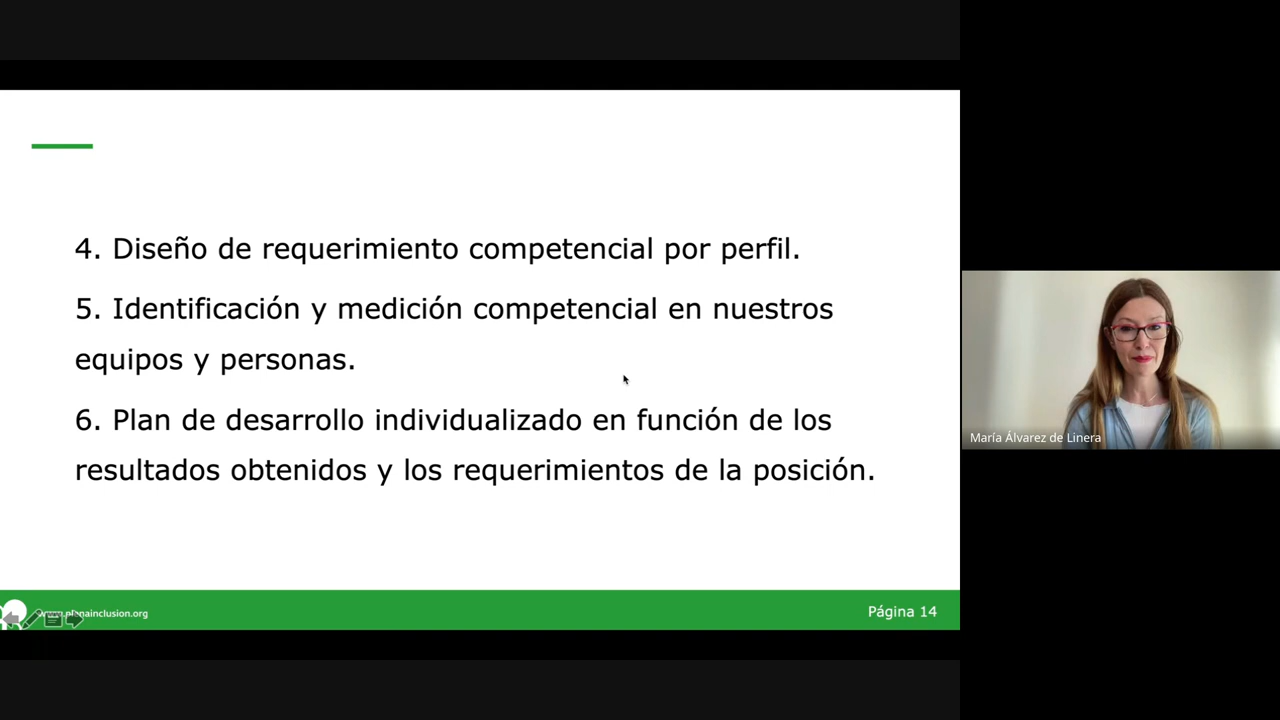 4. Diseño de requerimiento competencial por perfil.
5. Identificación y medición competencial en nuestros
equipos y personas.
6. Plan de desarrollo individualizado en función de los
resultados obtenidos y los requerimientos de la posición.
www.plenainclusion.org
Página 14
María Álvarez de Linera